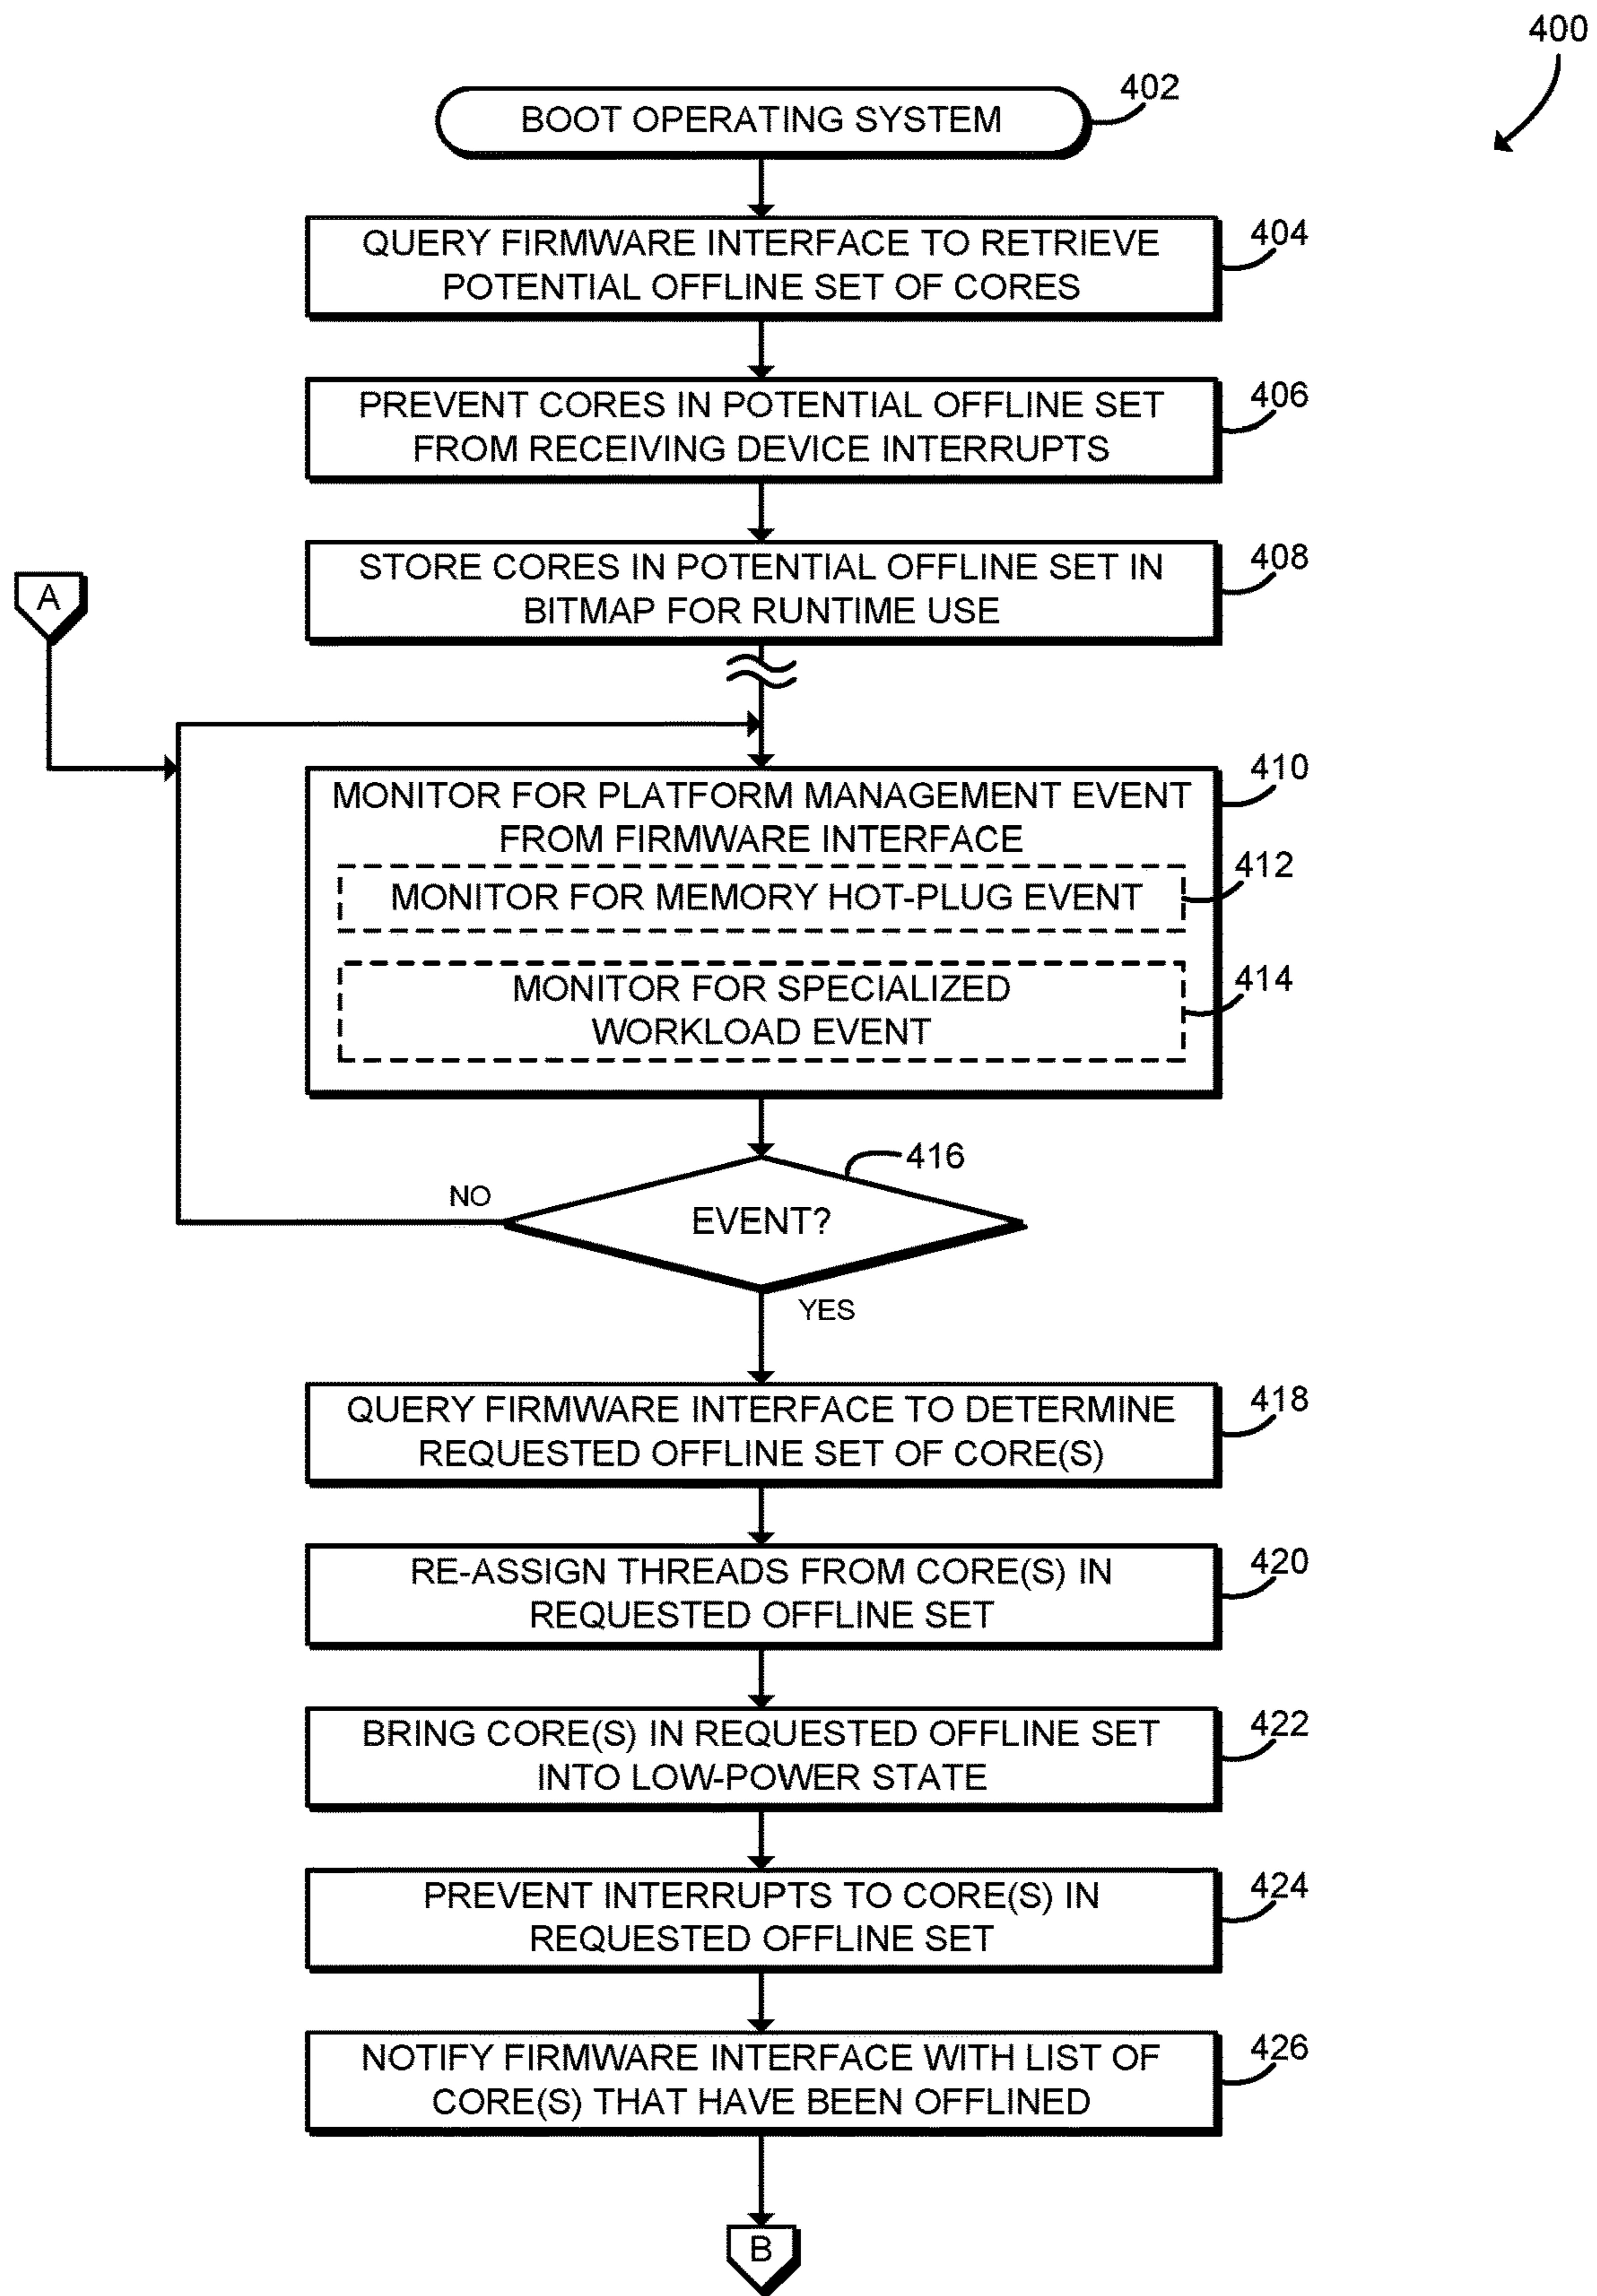 400
BOOT OPERATING SYSTEM
402
QUERY FIRMWARE INTERFACE TO RETRIEVE
POTENTIAL OFFLINE SET OF CORES
404
PREVENT CORES IN POTENTIAL OFFLINE SET
FROM RECEIVING DEVICE INTERRUPTS
406
STORE CORES IN POTENTIAL OFFLINE SET IN
BITMAP FOR RUNTIME USE
408
A
MONITOR FOR PLATFORM MANAGEMENT EVENT
FROM FIRMWARE INTERFACE
410
MONITOR FOR MEMORY HOT-PLUG EVENT
412
MONITOR FOR SPECIALIZED
WORKLOAD EVENT
414
EVENT?
416
NO
YES
QUERY FIRMWARE INTERFACE TO DETERMINE
REQUESTED OFFLINE SET OF CORE(S)
418
RE-ASSIGN THREADS FROM CORE(S) IN
REQUESTED OFFLINE SET
420
BRING CORE(S) IN REQUESTED OFFLINE SET
INTO LOW-POWER STATE
422
PREVENT INTERRUPTS TO CORE(S) IN
REQUESTED OFFLINE SET
424
NOTIFY FIRMWARE INTERFACE WITH LIST OF
CORE(S) THAT HAVE BEEN OFFLINED
426
B